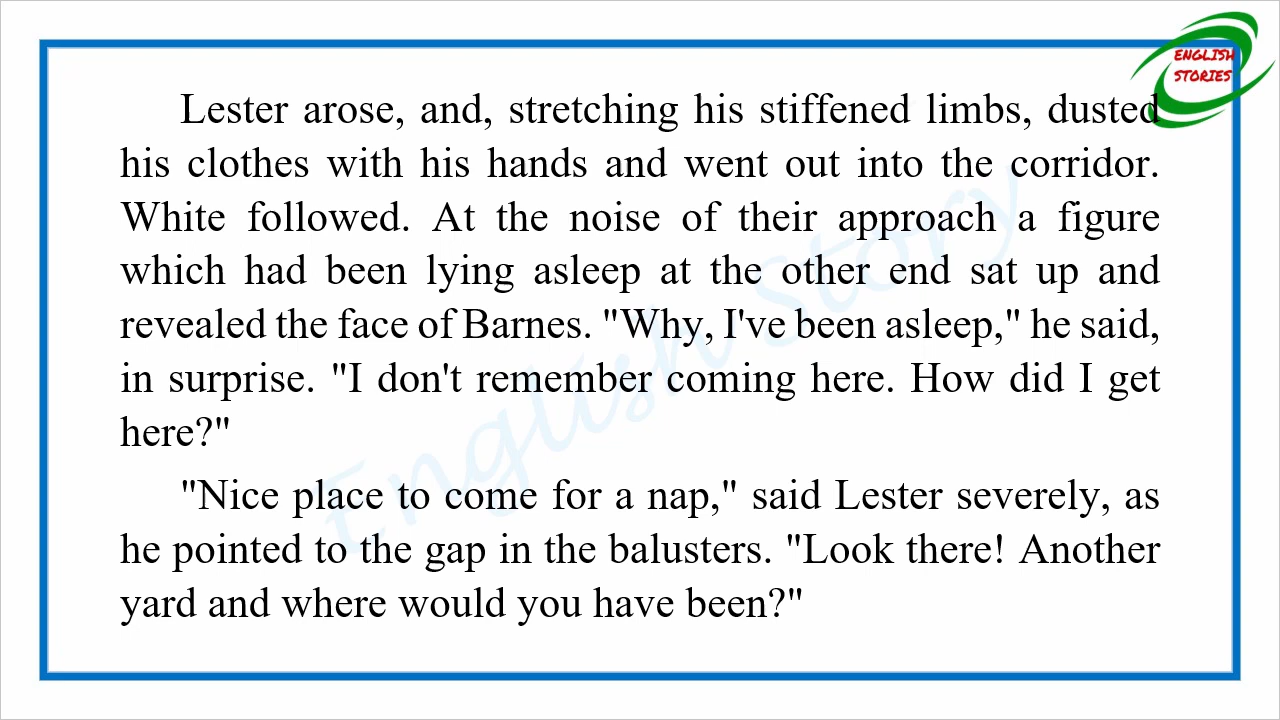 ENGLISH
STORIES
Lester arose, and, stretching his stiffened limbs, dusted
his clothes with his hands and went out into the corridor.
White followed. At the noise of their approach a figure
which had been lying asleep at the other end sat up and
revealed the face of Barnes. "Why, I've been asleep," he said,
in surprise. "I don't remember coming here. How did I get
here?"
"Nice place to come for a nap," said Lester severely, as
he pointed to the gap in the balusters. "Look there! Another
yard and where would you have been?"
English Story